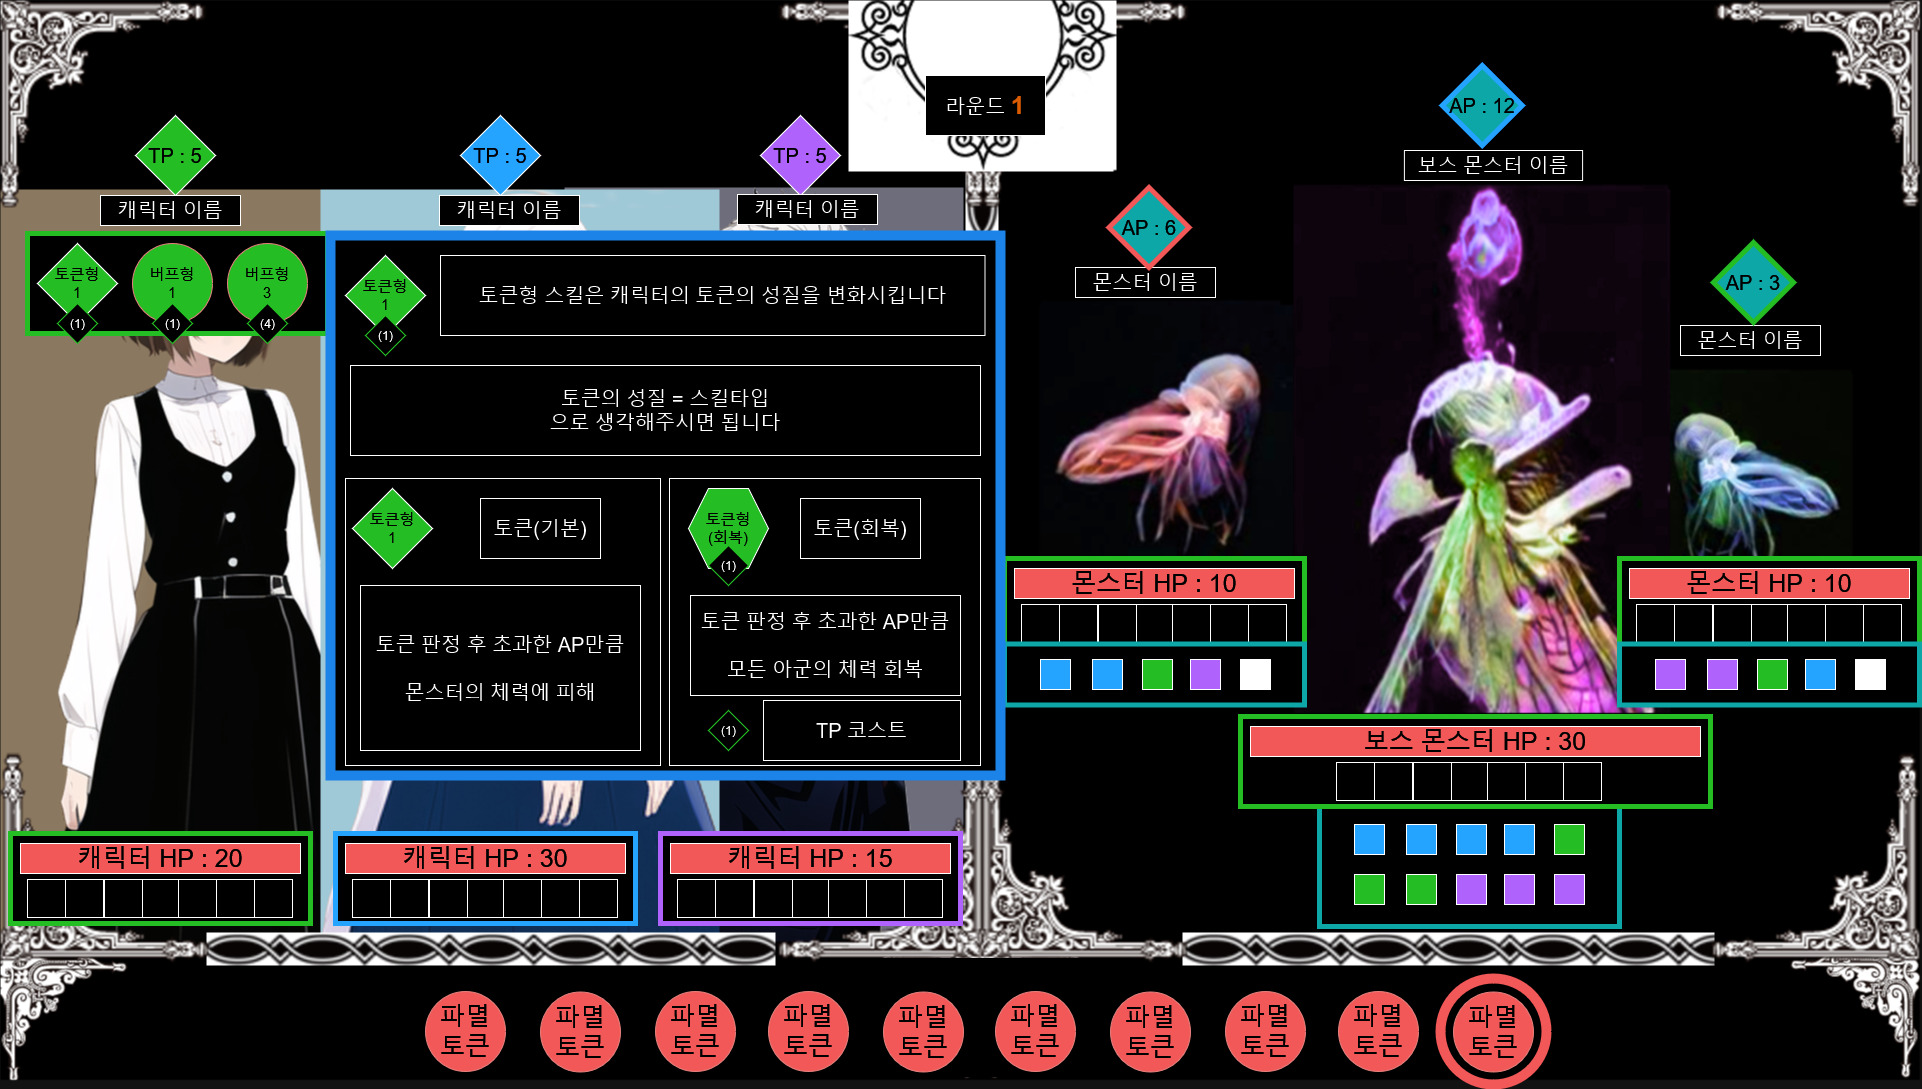 라운드 1
TP : 5
TP : 5
TP : 5
캐릭터 이름
캐릭터 이름
캐릭터 이름
AP : 12
보스 몬스터 이름
AP : 6
몬스터 이름
AP : 3
몬스터 이름
토큰형
1
(1)
버프형
1
(1)
버프형
3
(4)
토큰형
1
(1)
토큰형 스킬은 캐릭터의 토큰의 성질을 변화시킵니다
토큰의 성질 = 스킬타입
으로 생각해주시면 됩니다
토큰형
1
토큰(기본)
토큰 판정 후 초과한 AP만큼
몬스터의 체력에 피해
토큰형
(회복)
(1)
토큰(회복)
토큰 판정 후 초과한 AP만큼
모든 아군의 체력 회복
(1)
TP 코스트
몬스터 HP : 10
몬스터 HP : 10
보스 몬스터 HP : 30
캐릭터 HP : 20
캐릭터 HP : 30
캐릭터 HP : 15
파멸
토큰
파멸
토큰
파멸
토큰
파멸
토큰
파멸
토큰
파멸
토큰
파멸
토큰
파멸
토큰
파멸
토큰
파멸
토큰